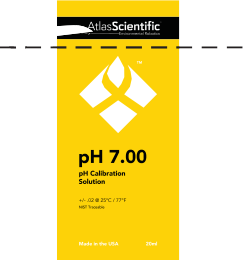 AtlasScientific
Environmental Robotics
TM
pH 7.00
pH Calibration
Solution
+/- .02 @ 25°C / 77°F
NIST Traceable
Made in the USA 20ml